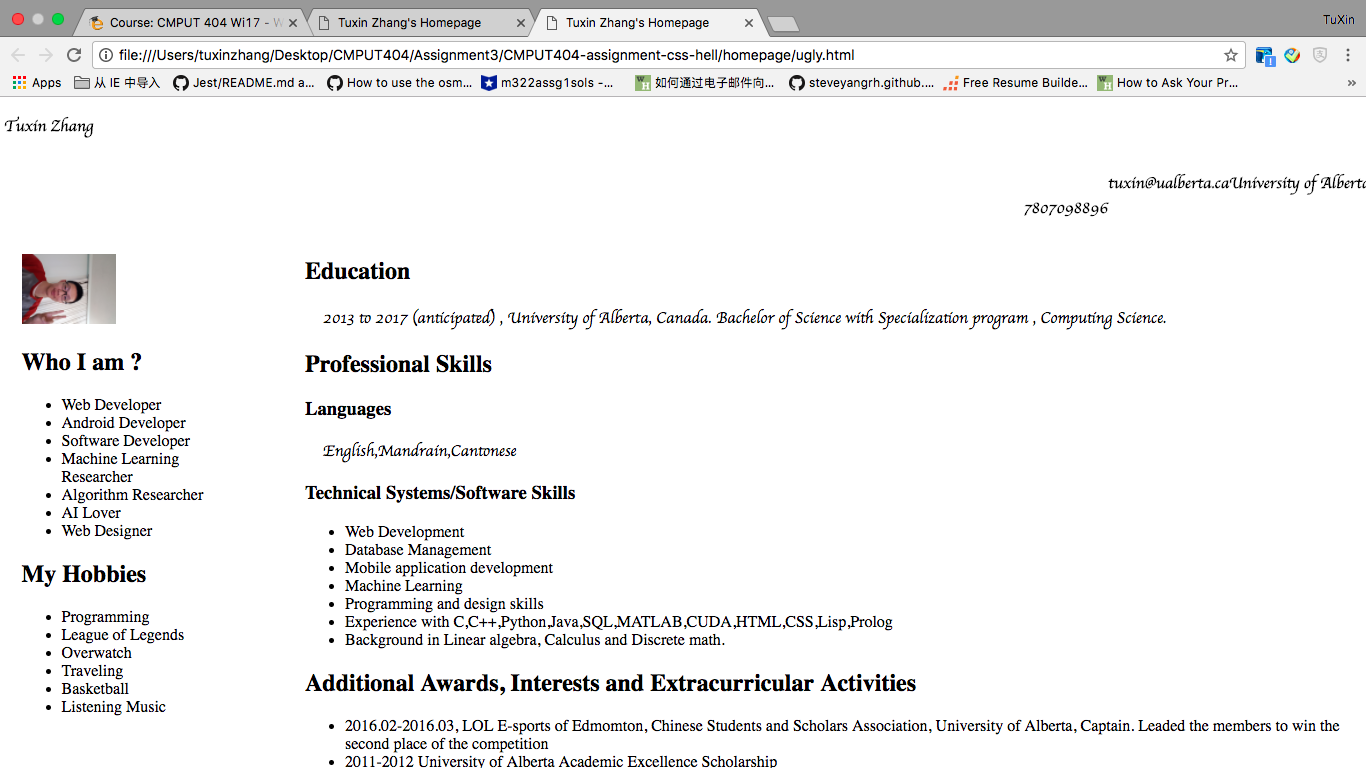 Course: CMPUT 404 Wi17 - W
Tuxin Zhang's Homepage
Tuxin Zhang's Homepage
TuXin
file:///Users/tuxinzhang/Desktop/CMPUT404/Assignment3/CMPUT404-assignment-css-hell/homepage/ugly.html
Apps 从 IE 中导入 Jest/README.md a... How to use the osm... m322assg1sols -... 如何通过电子邮件向... steveyangrh.github.... Free Resume Builde... How to Ask Your Pr... »
Tuxin Zhang
tuxin@ualberta.caUniversity of Alberta
7807098896
Who I am ?
Web Developer
Android Developer
Software Developer
Machine Learning
Researcher
Algorithm Researcher
AI Lover
Web Designer
My Hobbies
Programming
League of Legends
Overwatch
Traveling
Basketball
Listening Music
Education
2013 to 2017 (anticipated) , University of Alberta, Canada. Bachelor of Science with Specialization program , Computing Science.
Professional Skills
Languages
English,Mandrain,Cantonese
Technical Systems/Software Skills
Web Development
Database Management
Mobile application development
Machine Learning
Programming and design skills
Experience with C,C++,Python,Java,SQL,MATLAB,CUDA,HTML,CSS,Lisp,Prolog
Background in Linear algebra, Calculus and Discrete math.
Additional Awards, Interests and Extracurricular Activities
2016.02-2016.03, LOL E-sports of Edmomton, Chinese Students and Scholars Association, University of Alberta, Captain. Leaded the members to win the
second place of the competition
2011-2012 University of Alberta Academic Excellence Scholarship